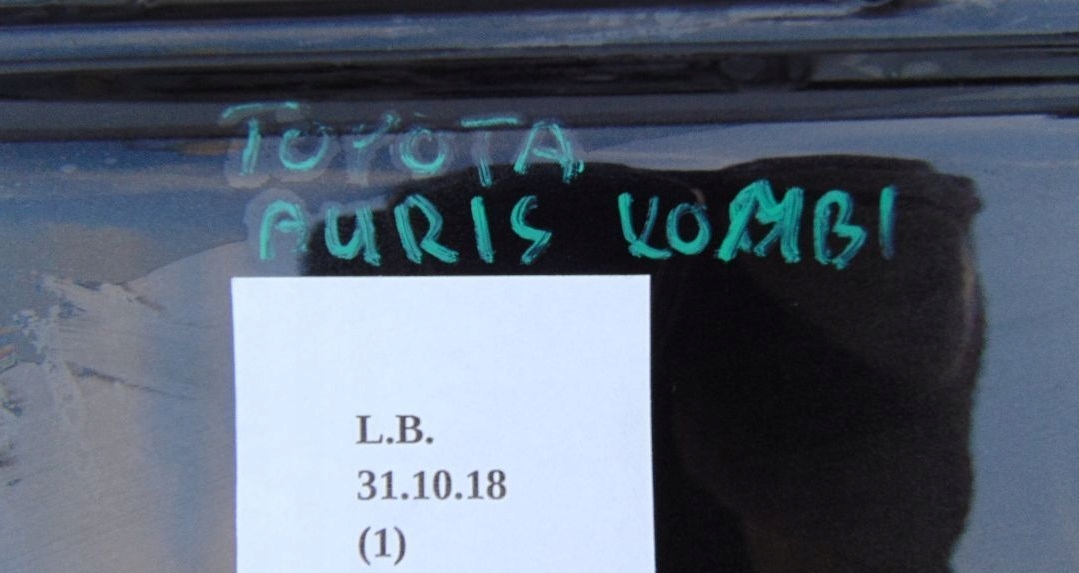 TOYOTA
AURIS KOMBI
L.B.
31.10.18
(1)